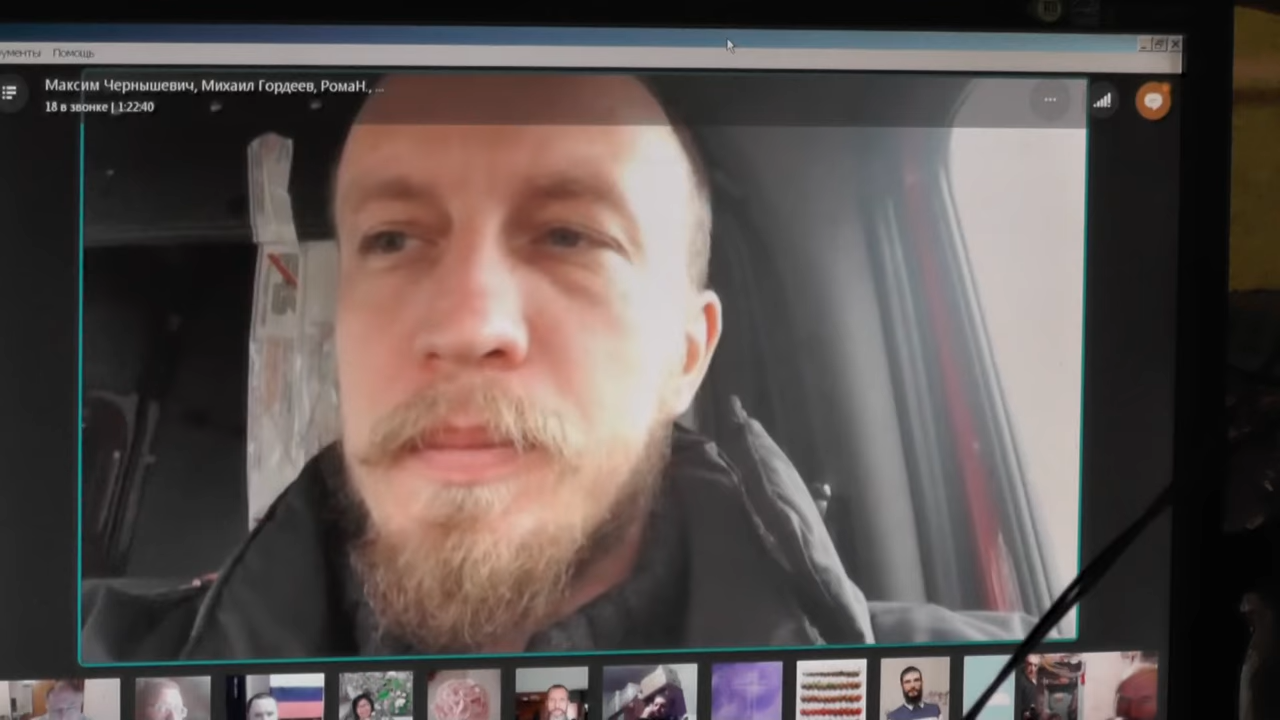 ументы Помощь
Максим Чернышевич, Михаил Гордеев, РомаН., ...
18 в звонке | 1:22:40